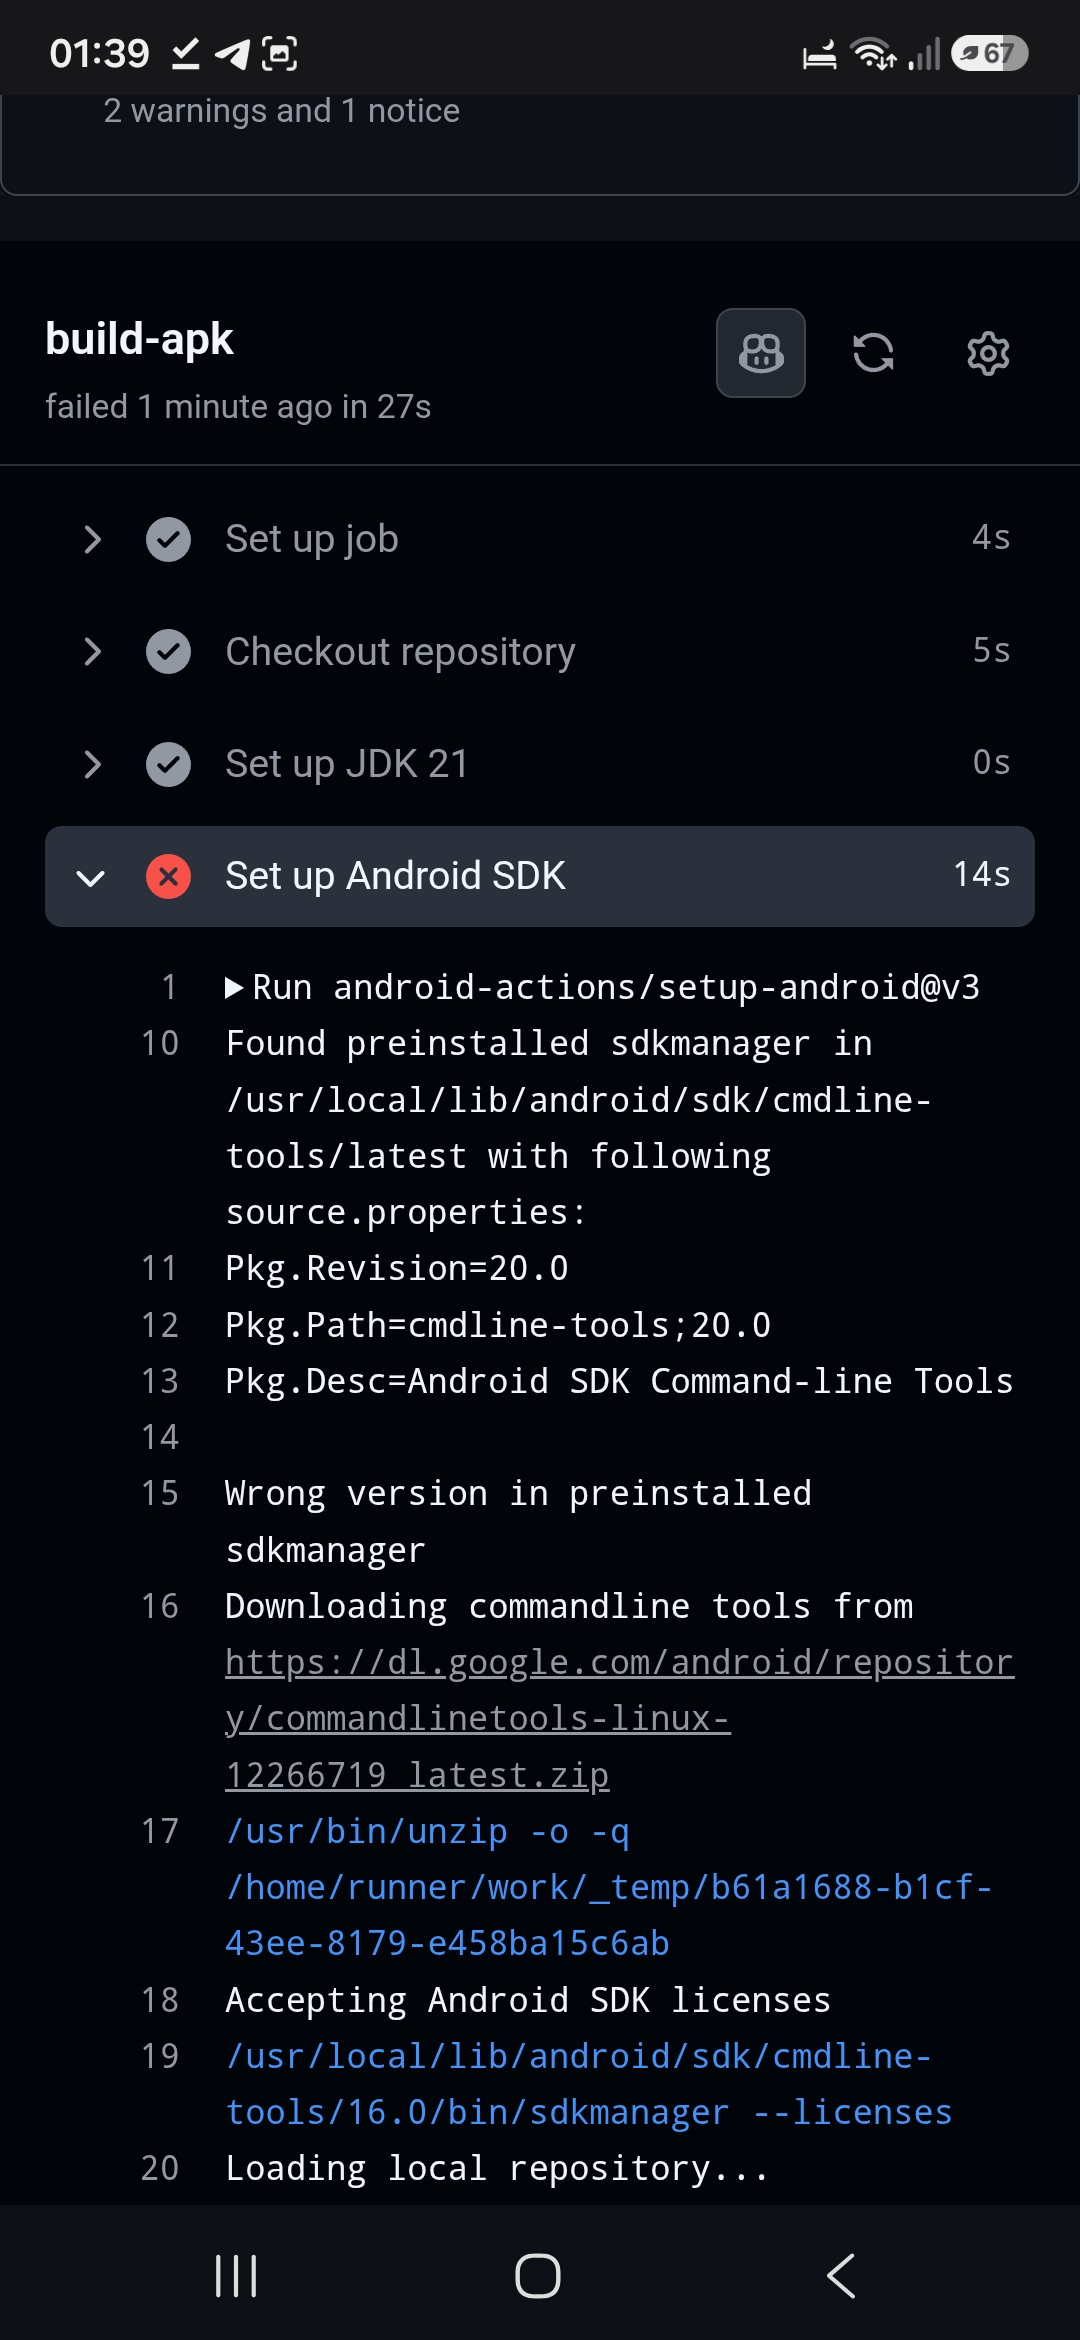 01:39
67
2 warnings and 1 notice
build-apk
failed 1 minute ago in 27s
Set up job 4s
Checkout repository 5s
Set up JDK 21 0s
Set up Android SDK 14s
1 Run android-actions/setup-android@v3
10 Found preinstalled sdkmanager in
/usr/local/lib/android/sdk/cmdline-
tools/latest with following
source.properties:
11 Pkg.Revision=20.0
12 Pkg.Path=cmdline-tools;20.0
13 Pkg.Desc=Android SDK Command-line Tools
14
15 Wrong version in preinstalled
sdkmanager
16 Downloading commandline tools from
https://dl.google.com/android/repositor
y/commandlinetools-linux-
12266719_latest.zip
17 /usr/bin/unzip -o -q
/home/runner/work/_temp/b61a1688-b1cf-
43ee-8179-e458ba15c6ab
18 Accepting Android SDK licenses
19 /usr/local/lib/android/sdk/cmdline-
tools/16.0/bin/sdkmanager --licenses
20 Loading local repository...